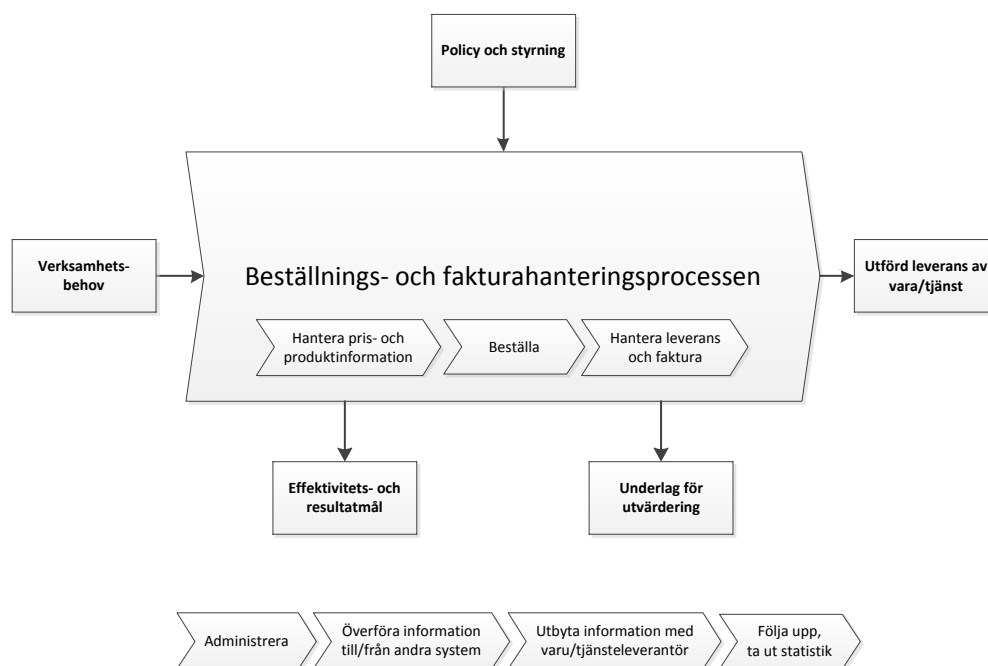 Policy och styrning
Verksamhets-
behov
Beställnings- och fakturahanteringsprocessen
Utförd leverans av
vara/tjänst
Hantera pris- och
produktinformation
Beställa
Hantera leverans
och faktura
Effektivitets- och
resultatmål
Underlag för
utvärdering
Administrera
Överföra information
till/från andra system
Utbyta information med
varu/tjänsteleverantör
Följa upp,
ta ut statistik